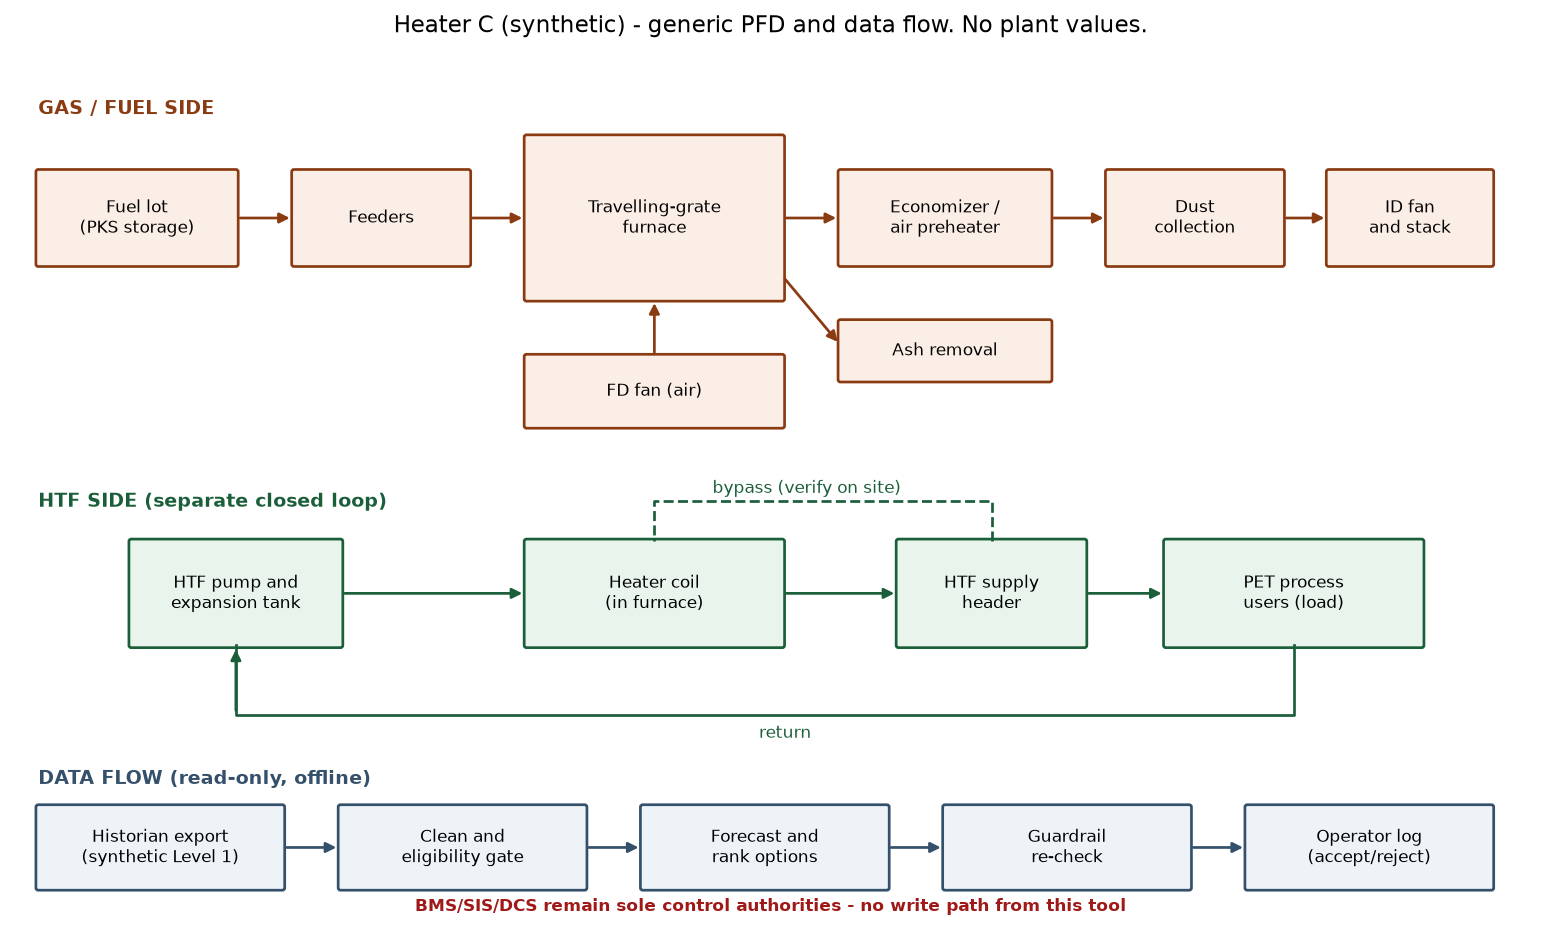 Heater C (synthetic) - generic PFD and data flow. No plant values.
GAS / FUEL SIDE
Fuel lot
(PKS storage)
Feeders
Travelling-grate
furnace
Economizer /
air preheater
Dust
collection
ID fan
and stack
Ash removal
FD fan (air)
HTF SIDE (separate closed loop)
bypass (verify on site)
HTF pump and
expansion tank
Heater coil
(in furnace)
HTF supply
header
PET process
users (load)
return
DATA FLOW (read-only, offline)
Historian export
(synthetic Level 1)
Clean and
eligibility gate
Forecast and
rank options
Guardrail
re-check
Operator log
(accept/reject)
BMS/SIS/DCS remain sole control authorities - no write path from this tool